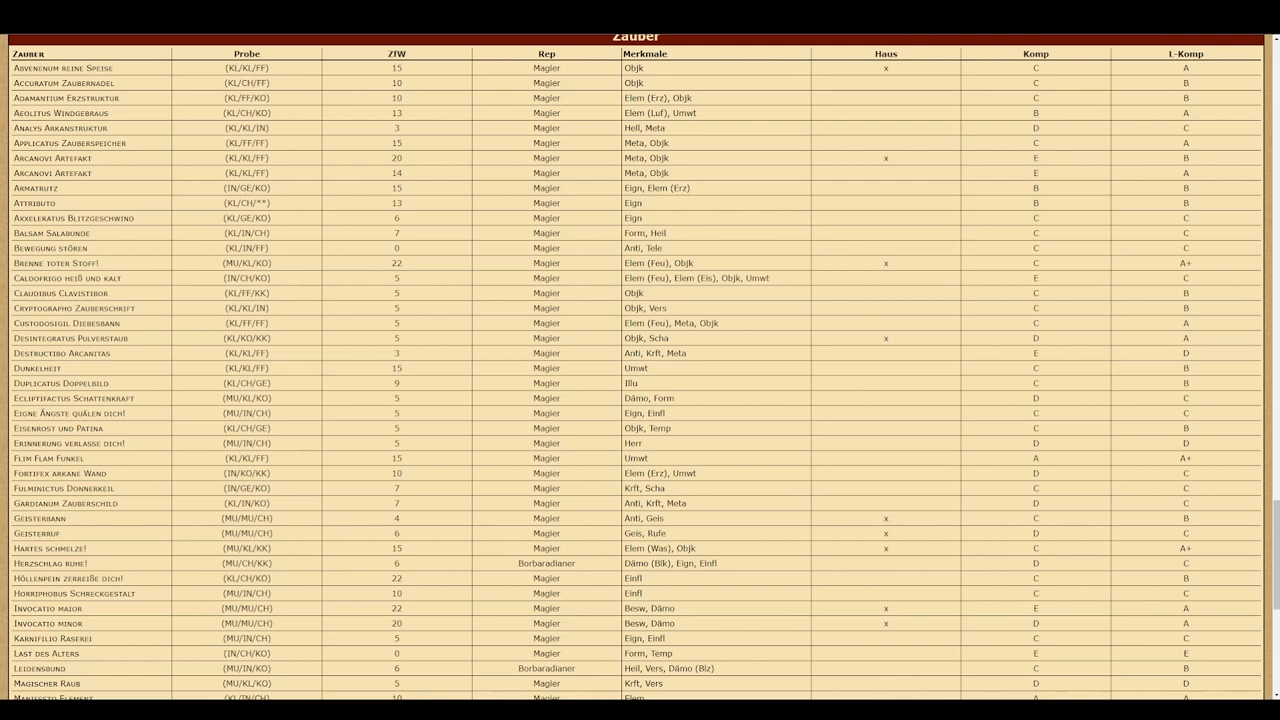 Zauber
Zauber Probe ZfW Rep Merkmale Haus Komp L-Komp
Abvenenum reine Speise (KL/KL/FF) 15 Magier Objk x C A
Accuratum Zaubernadel (KL/CH/FF) 10 Magier Objk C B
Adamantium Erzstruktur (KL/FF/KO) 10 Magier Elem (Erz), Objk C B
Aeolitus Windgebraus (KL/CH/KO) 13 Magier Elem (Luf), Umwt B A
Analys Arkanstruktur (KL/KL/IN) 3 Magier Hell, Meta D C
Applicatus Zauberspeicher (KL/FF/FF) 15 Magier Meta, Objk C A
Arcanovi Artefakt (KL/KL/FF) 20 Magier Meta, Objk x E B
Arcanovi Artefakt (KL/KL/FF) 14 Magier Meta, Objk E A
Armatrutz (IN/GE/KO) 15 Magier Eign, Elem (Erz) B B
Attributo (KL/CH/**) 13 Magier Eign B B
Axxeleratus Blitzgeschwind (KL/GE/KO) 6 Magier Eign C C
Balsam Salabunde (KL/IN/CH) 7 Magier Form, Heil C C
Bewegung stören (KL/IN/FF) 0 Magier Anti, Tele C C
Brenne toter Stoff! (MU/KL/KO) 22 Magier Elem (Feu), Objk x C A+
Caldofrigo heiß und kalt (IN/CH/KO) 5 Magier Elem (Feu), Elem (Eis), Objk, Umwt E C
Claudibus Clavistibor (KL/FF/KK) 5 Magier Objk C B
Cryptographo Zauberschrift (KL/KL/IN) 5 Magier Objk, Vers C B
Custodosigil Diebesbann (KL/FF/FF) 5 Magier Elem (Feu), Meta, Objk C A
Desintegratus Pulverstaub (KL/KO/KK) 5 Magier Objk, Scha x D A
Destructibo Arcanitas (KL/KL/FF) 3 Magier Anti, Krft, Meta E D
Dunkelheit (KL/KL/FF) 15 Magier Umwt C B
Duplicatus Doppelbild (KL/CH/GE) 9 Magier Illu C B
Ecliptifactus Schattenkraft (MU/KL/KO) 5 Magier Dämo, Form D C
Eigne Ängste quälen dich! (MU/IN/CH) 5 Magier Eign, Einfl C C
Eisenrost und Patina (KL/CH/GE) 5 Magier Objk, Temp C B
Erinnerung verlasse dich! (MU/IN/CH) 5 Magier Herr D D
Flim Flam Funkel (KL/KL/FF) 15 Magier Umwt A A+
Fortifex arkane Wand (IN/KO/KK) 10 Magier Elem (Erz), Umwt D C
Fulminictus Donnerkeil (IN/GE/KO) 7 Magier Krft, Scha C C
Gardianum Zauberschild (KL/IN/KO) 7 Magier Anti, Krft, Meta D C
Geisterbann (MU/MU/CH) 4 Magier Anti, Geis x C B
Geisterruf (MU/MU/CH) 6 Magier Geis, Rufe x D C
Hartes schmelze! (MU/KL/KK) 15 Magier Elem (Was), Objk x C A+
Herzschlag ruhe! (MU/CH/KK) 6 Borbaradianer Dämo (Blk), Eign, Einfl D C
Höllenpein zerreiße dich! (KL/CH/KO) 22 Magier Einfl C B
Horriphobus Schreckgestalt (MU/IN/CH) 10 Magier Einfl C C
Invocatio maior (MU/MU/CH) 22 Magier Besw, Dämo x E A
Invocatio minor (MU/MU/CH) 20 Magier Besw, Dämo x D A
Karnifilio Raserei (MU/IN/CH) 5 Magier Eign, Einfl C C
Last des Alters (IN/CH/KO) 0 Magier Form, Temp E E
Leidensbund (MU/IN/KO) 6 Borbaradianer Heil, Vers, Dämo (Blz) C B
Magischer Raub (MU/KL/KO) 5 Magier Krft, Vers D D
Manifesto Element (KL/IN/CH) 10 Magier Elem A A